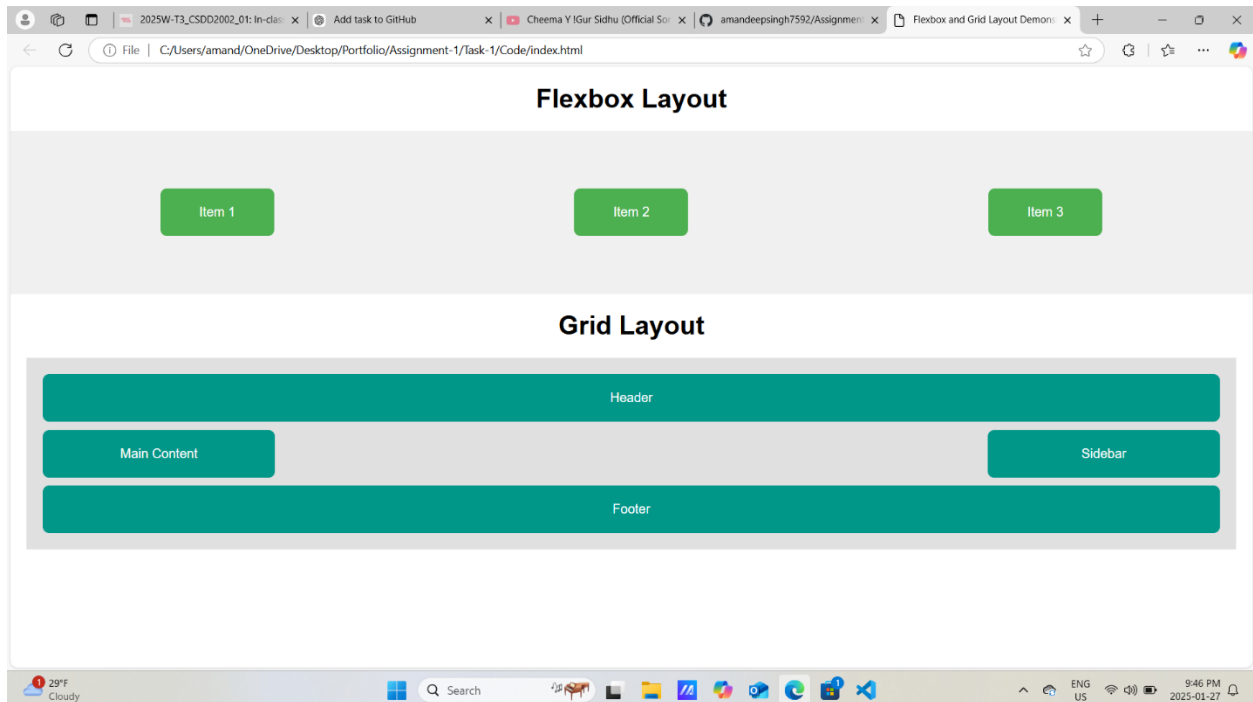 2025W-T3_CSDD2002_01: In-clas
Add task to GitHub
Cheema Y !Gur Sidhu (Official Son
amandeepsingh7592/Assignment
Flexbox and Grid Layout Demons
File | C:/Users/amand/OneDrive/Desktop/Portfolio/Assignment-1/Task-1/Code/index.html
Flexbox Layout
Item 1
Item 2
Item 3
Grid Layout
Header
Main Content
Sidebar
Footer
1
29°F
Cloudy
Search
1
ENG
US
9:46 PM
2025-01-27